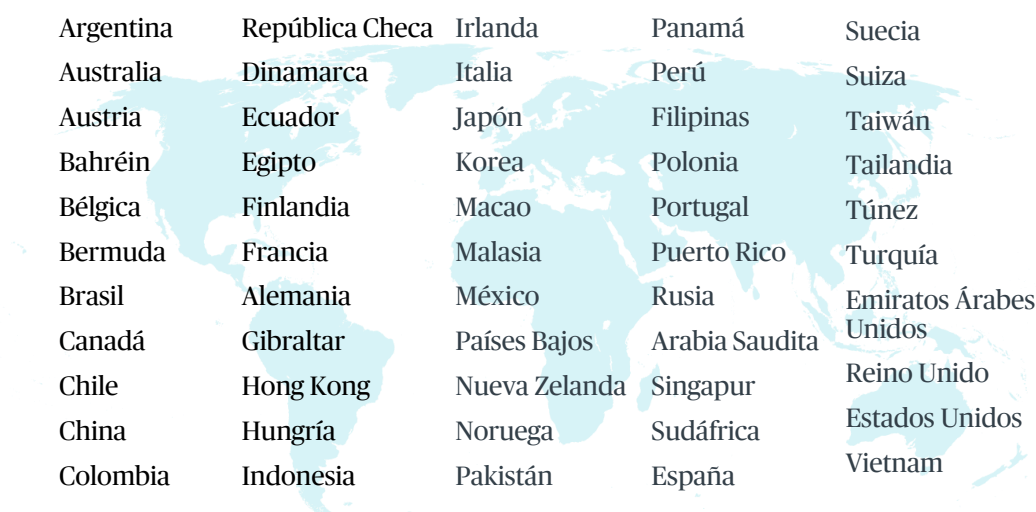 Argentina
Australia
Austria
Bahréin
Bélgica
Bermuda
Brasil
Canadá
Chile
China
Colombia
República Checa
Dinamarca
Ecuador
Egipto
Finlandia
Francia
Alemania
Gibraltar
Hong Kong
Hungría
Indonesia
Irlanda
Italia
Japón
Korea
Macao
Malasia
México
Países Bajos
Nueva Zelanda
Noruega
Pakistán
Panamá
Perú
Filipinas
Polonia
Portugal
Puerto Rico
Rusia
Arabia Saudita
Singapur
Sudáfrica
España
Suecia
Suiza
Taiwán
Tailandia
Túnez
Turquía
Emiratos Árabes
Unidos
Reino Unido
Estados Unidos
Vietnam